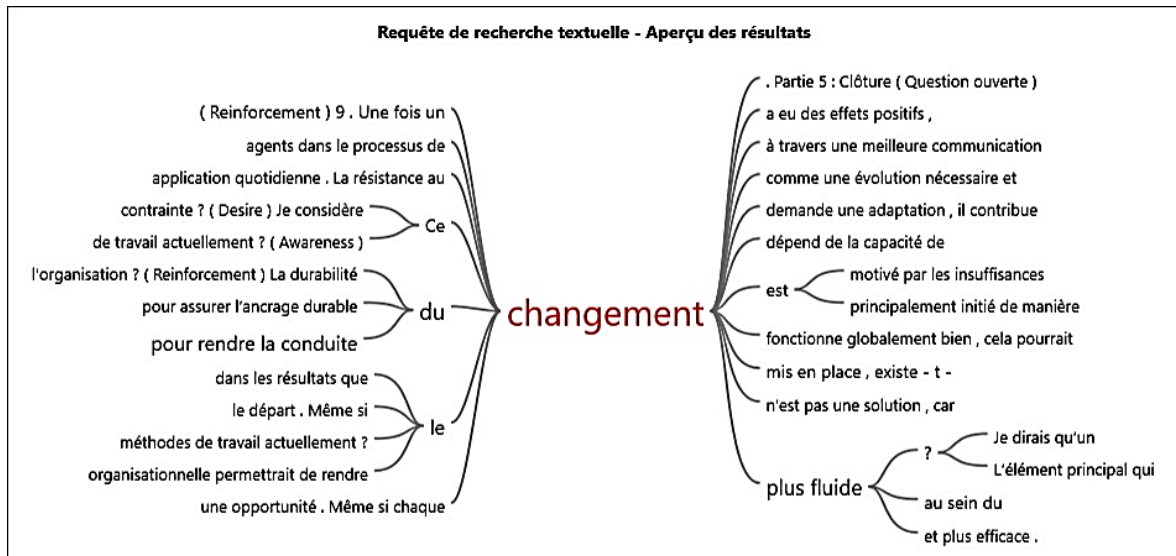 Requête de recherche textuelle - Aperçu des résultats
( Reinforcement ) 9 . Une fois un
agents dans le processus de
application quotidienne . La résistance au
contrainte ? ( Desire ) Je considère
de travail actuellement ? ( Awareness )
Ce
l'organisation ? ( Reinforcement ) La durabilité
pour assurer l'ancrage durable
pour rendre la conduite
du
dans les résultats que
le départ . Même si
méthodes de travail actuellement ?
organisationnelle permettrait de rendre
le
une opportunité . Même si chaque
changement
. Partie 5 : Clôture ( Question ouverte )
a eu des effets positifs ,
à travers une meilleure communication
comme une évolution nécessaire et
demande une adaptation , il contribue
dépend de la capacité de
est
motivé par les insuffisances
principalement initié de manière
fonctionne globalement bien , cela pourrait
mis en place , existe - t -
n'est pas une solution , car
plus fluide
?
Je dirais qu'un
L'élément principal qui
au sein du
et plus efficace .